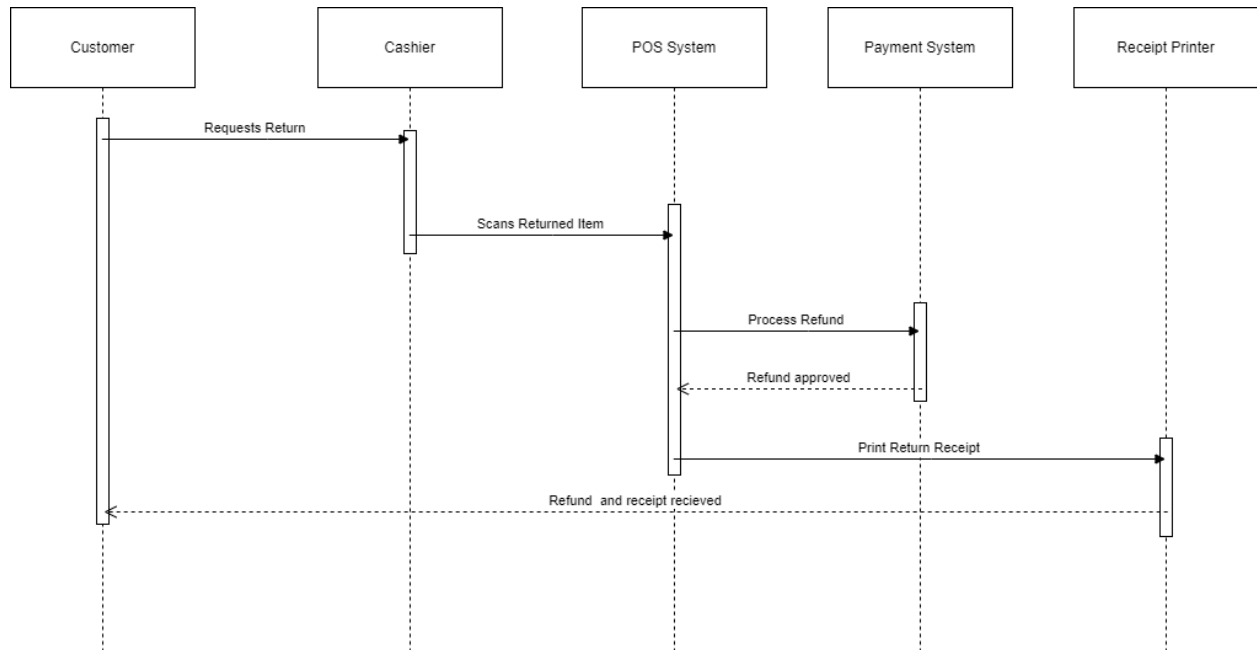 Customer
Cashier
POS System
Payment System
Receipt Printer
Requests Return
Scans Returned Item
Process Refund
Refund approved
Print Return Receipt
Refund  and receipt recieved